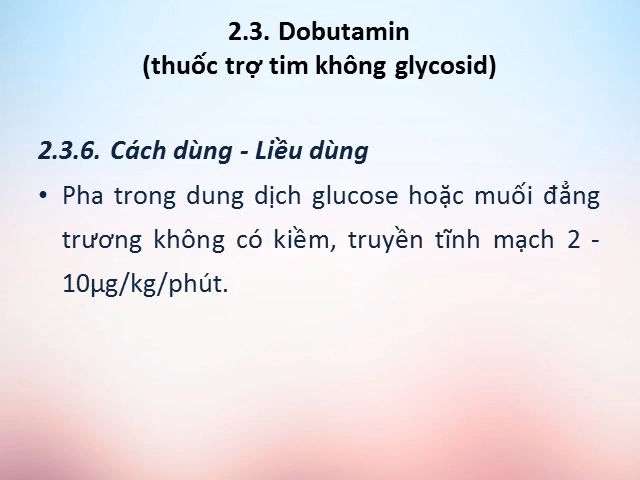 2.3. Dobutamin
(thuốc trợ tim không glycosid)
2.3.6. Cách dùng - Liều dùng
• Pha trong dung dịch glucose hoặc muối đẳng
trương không có kiềm, truyền tĩnh mạch 2 -
10µg/kg/phút.